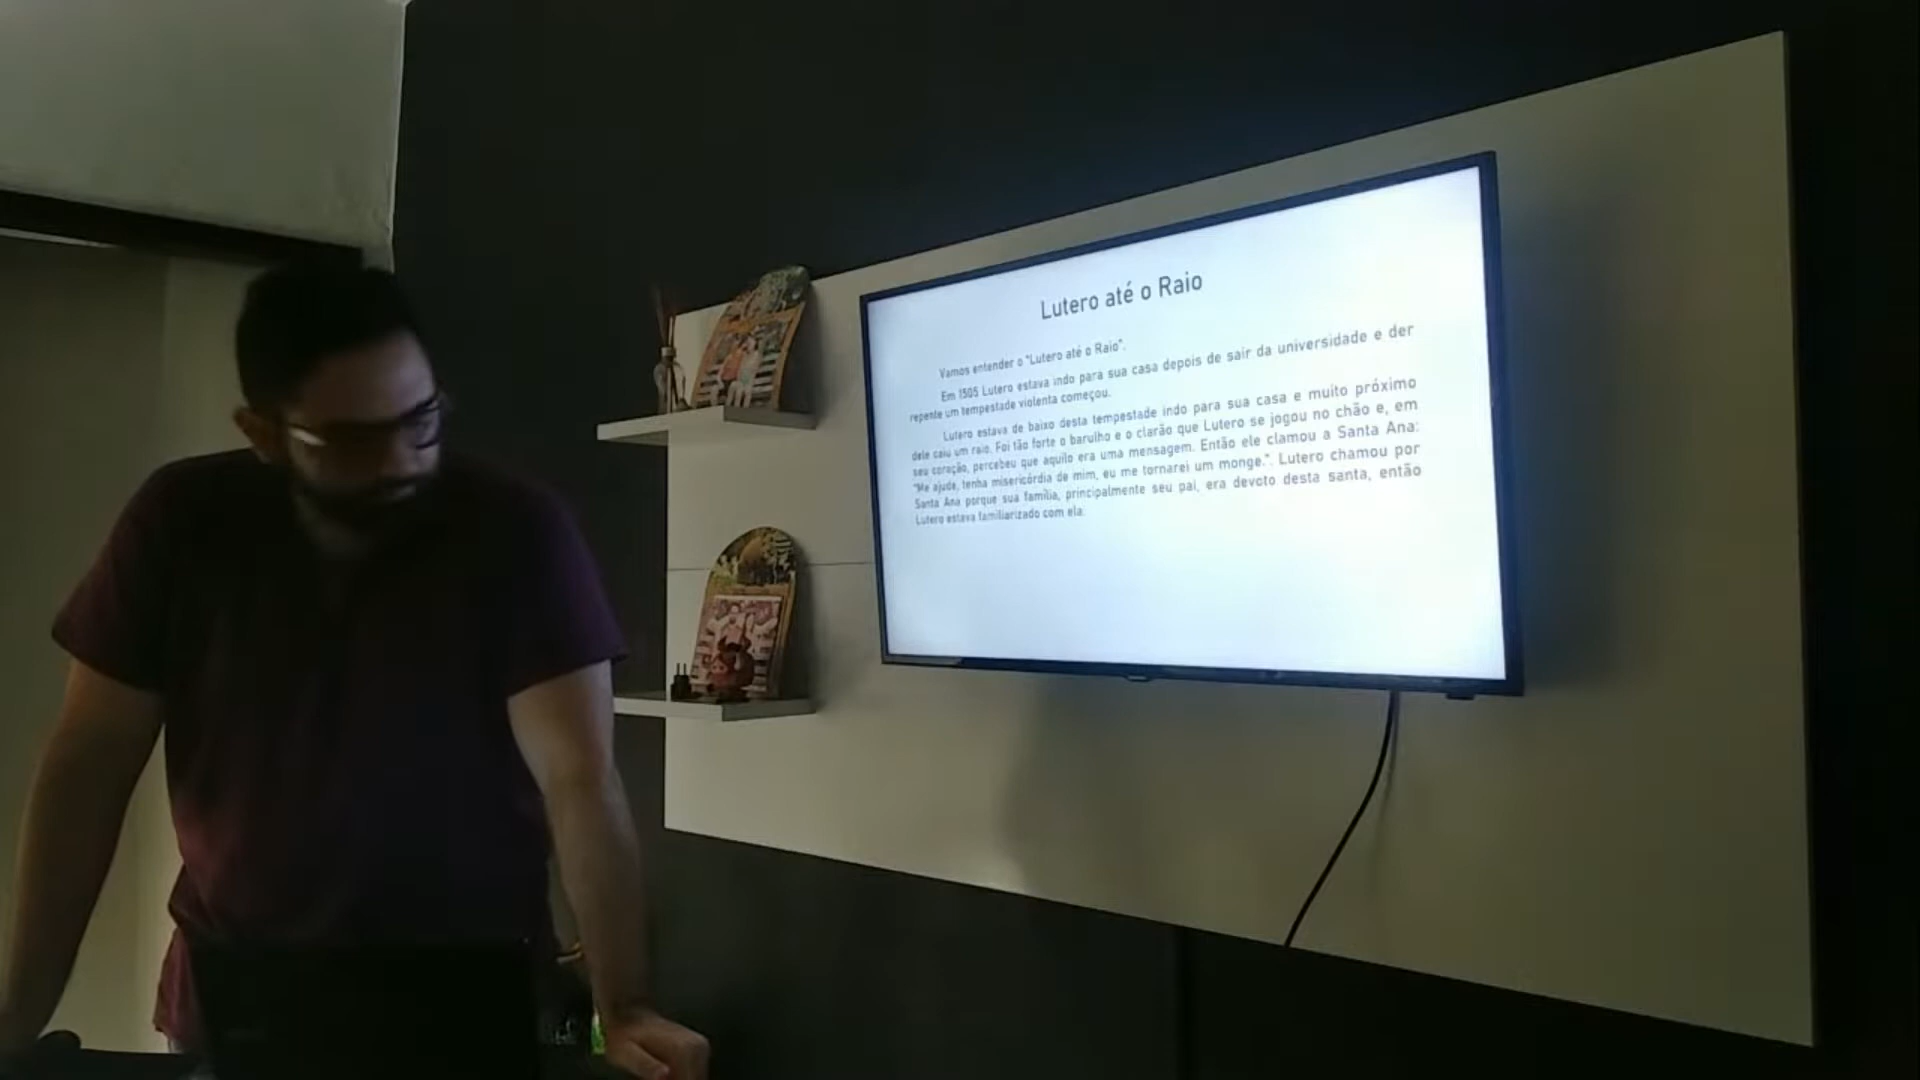 Lutero até o Raio
Vamos entender o "Lutero até o Raio".
Em 1505 Lutero estava indo para sua casa depois de sair da universidade e der
repente um tempestade violenta começou.
Lutero estava de baixo desta tempestade indo para sua casa e muito próximo
dele caiu um raio. Foi tão forte o barulho e o clarão que Lutero se jogou no chão e, em
seu coração, percebeu que aquilo era uma mensagem. Então ele clamou a Santa Ana:
"Me ajude, tenha misericórdia de mim, eu me tornarei um monge.". Lutero chamou por
Santa Ana porque sua família, principalmente seu pai, era devoto desta santa, então
Lutero estava familiarizado com ela.